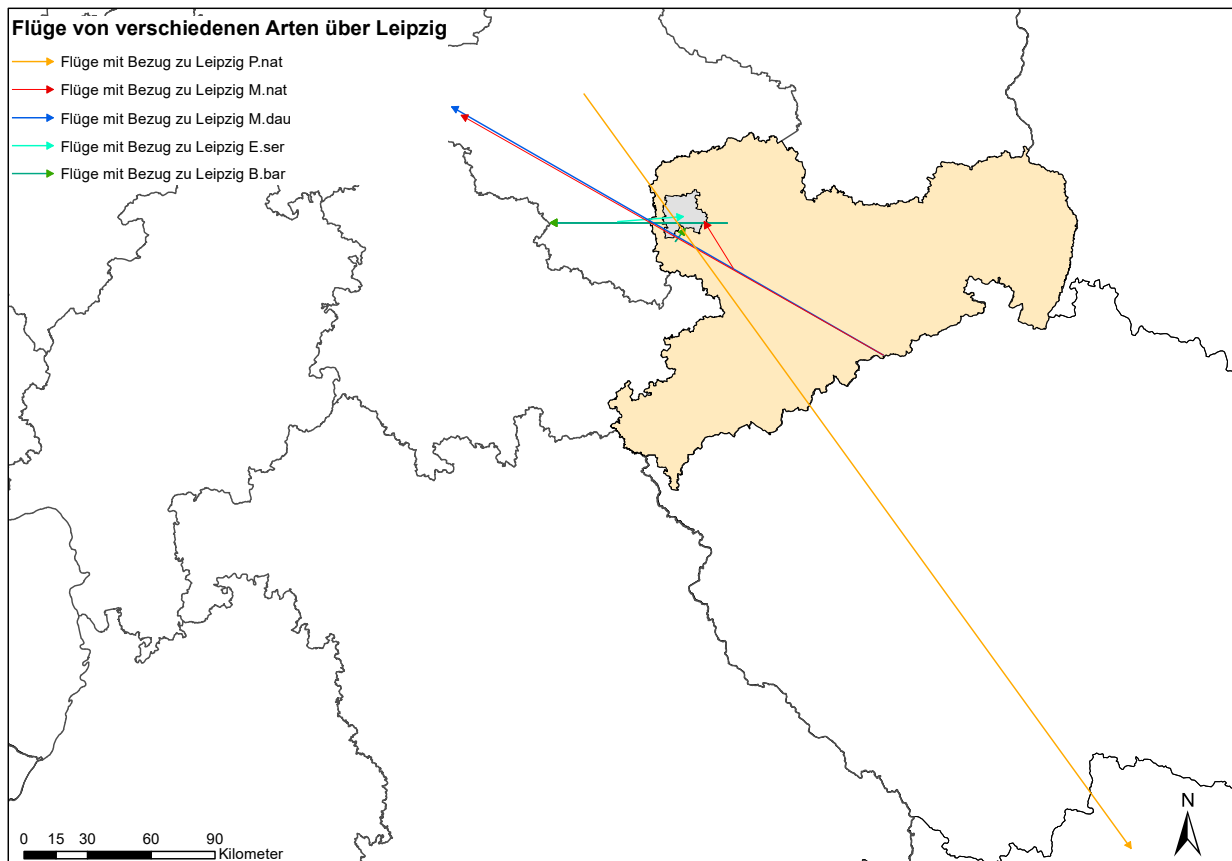 Flüge von verschiedenen Arten über Leipzig
Flüge mit Bezug zu Leipzig P.nat
Flüge mit Bezug zu Leipzig M.nat
Flüge mit Bezug zu Leipzig M.dau
Flüge mit Bezug zu Leipzig E.ser
Flüge mit Bezug zu Leipzig B.bar
N
0 15 30 60 90
Kilometer